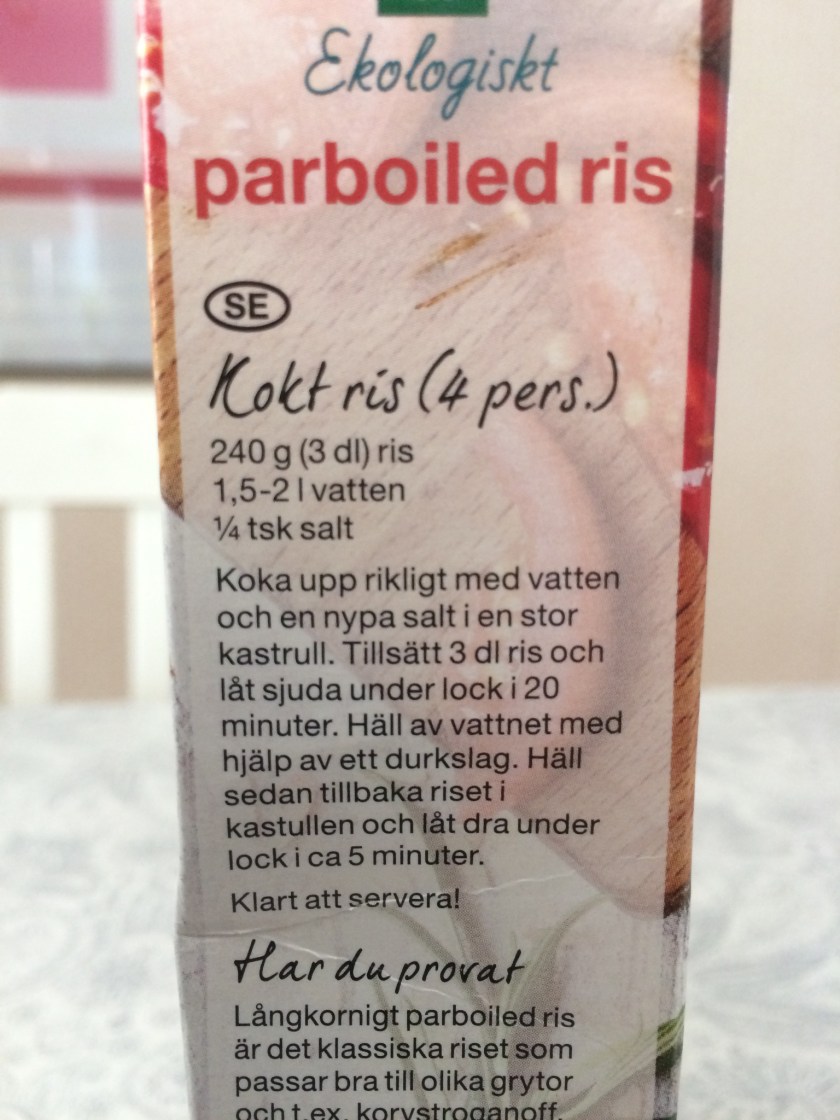 Ekologiskt
parboiled ris
SE
Kokt ris (4 pers.)
240 g (3 dl) ris
1,5-2 l vatten
¼ tsk salt
Koka upp rikligt med vatten
och en nypa salt i en stor
kastrull. Tillsätt 3 dl ris och
låt sjuda under lock i 20
minuter. Häll av vattnet med
hjälp av ett durkslag. Häll
sedan tillbaka riset i
kastullen och låt dra under
lock i ca 5 minuter.
Klart att servera!
Har du provat
Långkornigt parboiled ris
är det klassiska riset som
passar bra till olika grytor
och t.ex. korvstroganoff.